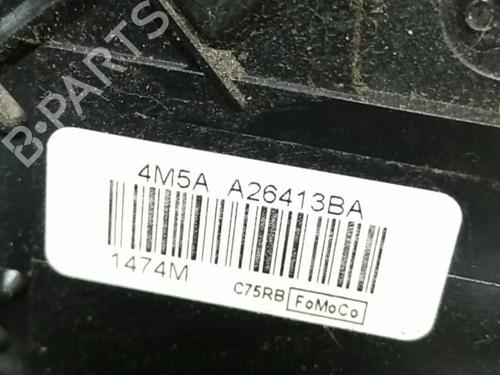 B-PARTS
4M5A A26413BA
1474M
C75RB FoMoCo